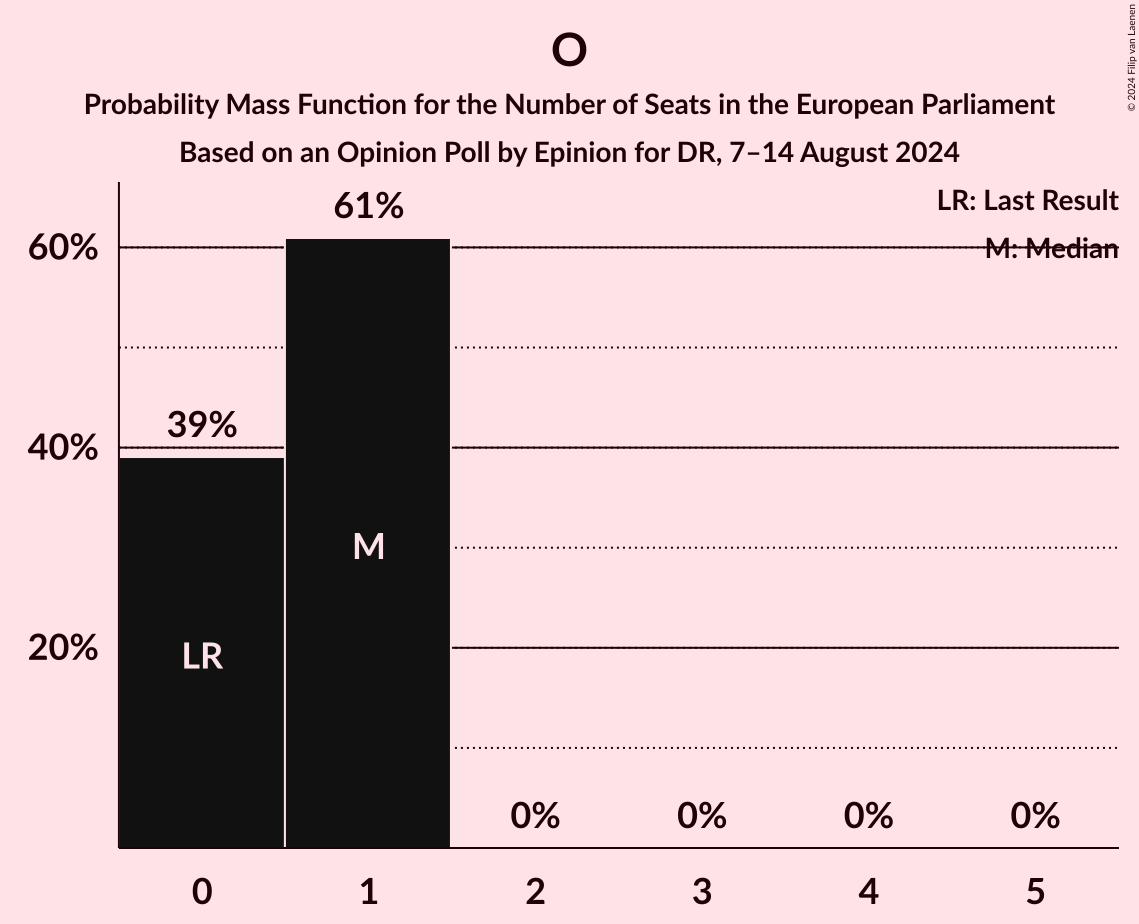 O
Probability Mass Function for the Number of Seats in the European Parliament
Based on an Opinion Poll by Epinion for DR, 7–14 August 2024
© 2024 Filip van Laenen
LR: Last Result
M: Median
61%
60%
39%
40%
M
LR
20%
0% 0% 0% 0%
0 1 2 3 4 5